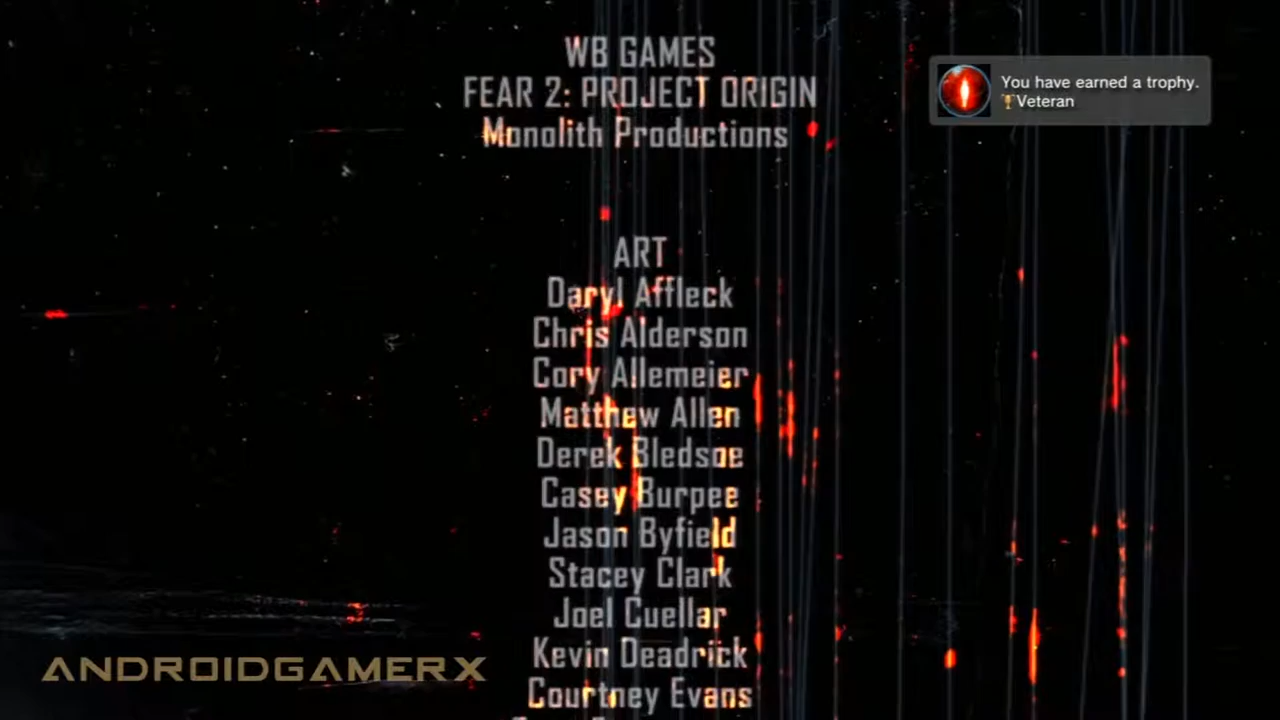 WB GAMES
FEAR 2: PROJECT ORIGIN
Monolith Productions
You have earned a trophy.
Veteran
ART
Daryl Affleck
Chris Alderson
Cory Allemeier
Matthew Allen
Derek Bledsoe
Casey Burpee
Jason Byfield
Stacey Clark
Joel Cuellar
Kevin Deadrick
Courtney Evans
ANDROIDGAMERX